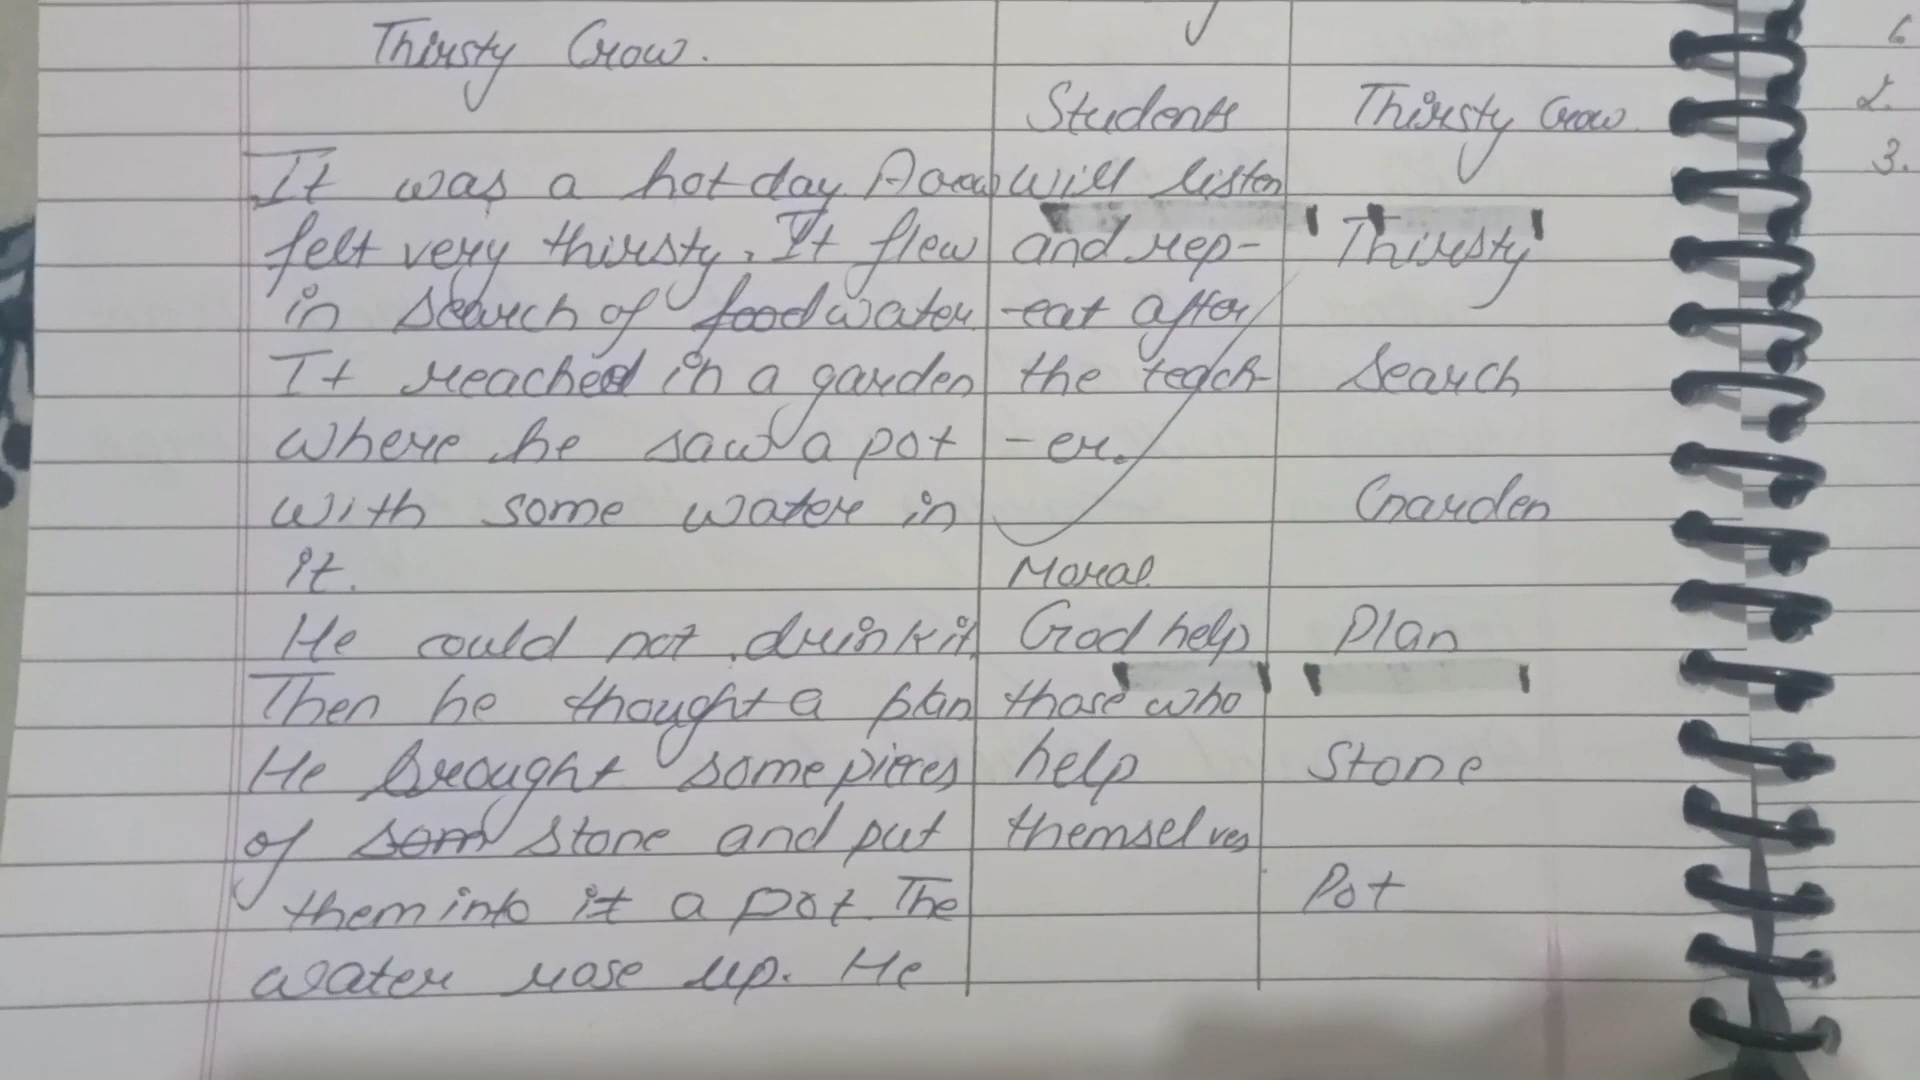 Thirsty Crow.
It was a hot day. A crow
felt very thirsty. It flew
in search of food water.
It reached in a garden
where he saw a pot
with some water in
it.
He could not drink it.
Then he thought a plan
He brought some pieces
of som stone and put
them into it a pot. The
water rose up. He
Students
will listen
and rep-
-eat after
the teach-
-er.
Moral
God help
those who
help
themselves
Thirsty Crow
Thirsty
Search
Garden
Plan
Stone
Pot
2.
3.